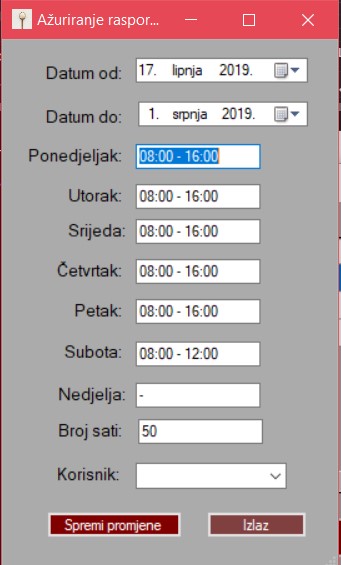 Ažuriranje raspor...
Datum od: 17. lipnja 2019.
Datum do: 1. srpnja 2019.
Ponedjeljak: 08:00 - 16:00
Utorak: 08:00 - 16:00
Srijeda: 08:00 - 16:00
Četvrtak: 08:00 - 16:00
Petak: 08:00 - 16:00
Subota: 08:00 - 12:00
Nedjelja: -
Broj sati: 50
Korisnik:
Spremi promjene Izlaz